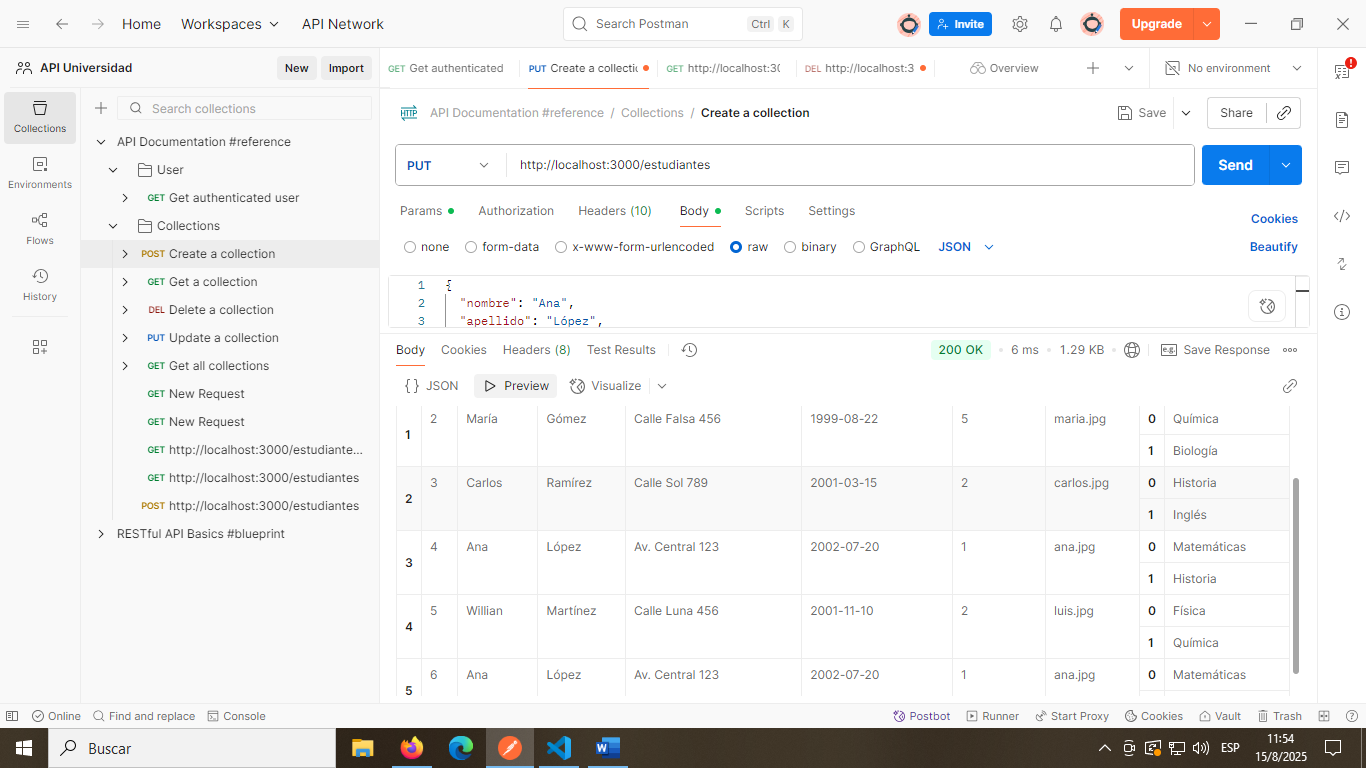 Home Workspaces API Network Search Postman Ctrl K Invite Upgrade
API Universidad New Import GET Get authenticated PUT Create a collectic GET http://localhost:30 DEL http://localhost:3 Overview No environment
Collections
Environments
Flows
History
Search collections
API Documentation #reference
User
GET Get authenticated user
Collections
POST Create a collection
GET Get a collection
DEL Delete a collection
PUT Update a collection
GET Get all collections
GET New Request
GET New Request
GET http://localhost:3000/estudiante...
GET http://localhost:3000/estudiantes
POST http://localhost:3000/estudiantes
RESTful API Basics #blueprint
HTTP API Documentation #reference / Collections / Create a collection Save Share
PUT http://localhost:3000/estudiantes Send
Params Authorization Headers (10) Body Scripts Settings Cookies
none form-data x-www-form-urlencoded raw binary GraphQL JSON Beautify
1 {
2 "nombre": "Ana",
3 "apellido": "López",
Body Cookies Headers (8) Test Results 200 OK • 6 ms • 1.29 KB • e.g. Save Response
{} JSON Preview Visualize
1 2 María Gómez Calle Falsa 456 1999-08-22 5 maria.jpg 0 Química
1 Biología
2 3 Carlos Ramírez Calle Sol 789 2001-03-15 2 carlos.jpg 0 Historia
1 Inglés
3 4 Ana López Av. Central 123 2002-07-20 1 ana.jpg 0 Matemáticas
1 Historia
4 5 Willian Martínez Calle Luna 456 2001-11-10 2 luis.jpg 0 Física
1 Química
5 6 Ana López Av. Central 123 2002-07-20 1 ana.jpg 0 Matemáticas
Online Find and replace Console Postbot Runner Start Proxy Cookies Vault Trash
Buscar ESP 11:54
15/8/2025